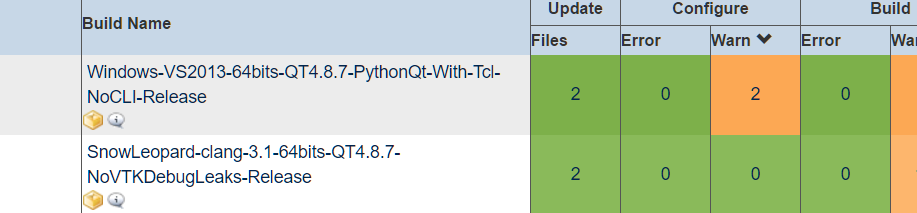 Update Configure Build
Build Name
Files Error Warn Error
Windows-VS2013-64bits-QT4.8.7-PythonQt-With-Tcl-
NoCLI-Release
2 0 2 0
SnowLeopard-clang-3.1-64bits-QT4.8.7-
NoVTKDebugLeaks-Release
2 0 0 0